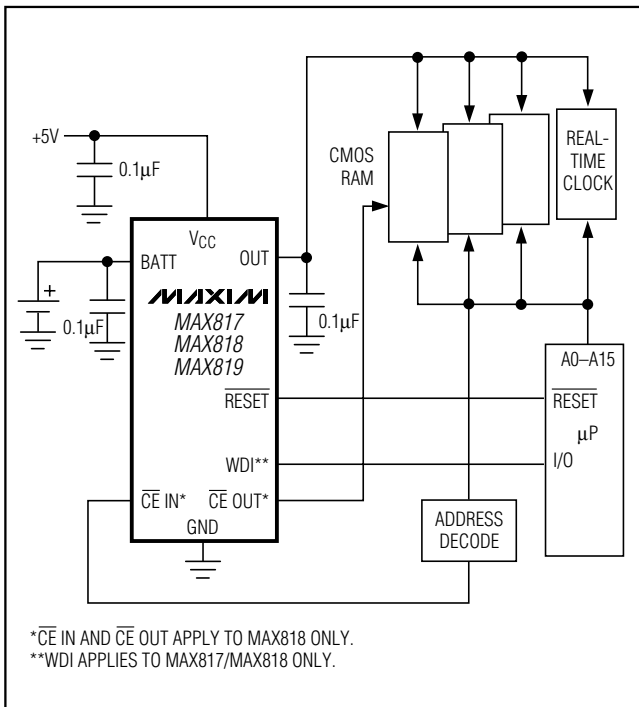 +5V
0.1µF
VCC
BATT
OUT
+
0.1µF
MAXIM
MAX817
MAX818
MAX819
0.1µF
RESET
WDI**
CE IN*
CE OUT*
GND
CMOS
RAM
REAL-
TIME
CLOCK
A0–A15
RESET
µP
I/O
ADDRESS
DECODE
*CE IN AND CE OUT APPLY TO MAX818 ONLY.
**WDI APPLIES TO MAX817/MAX818 ONLY.